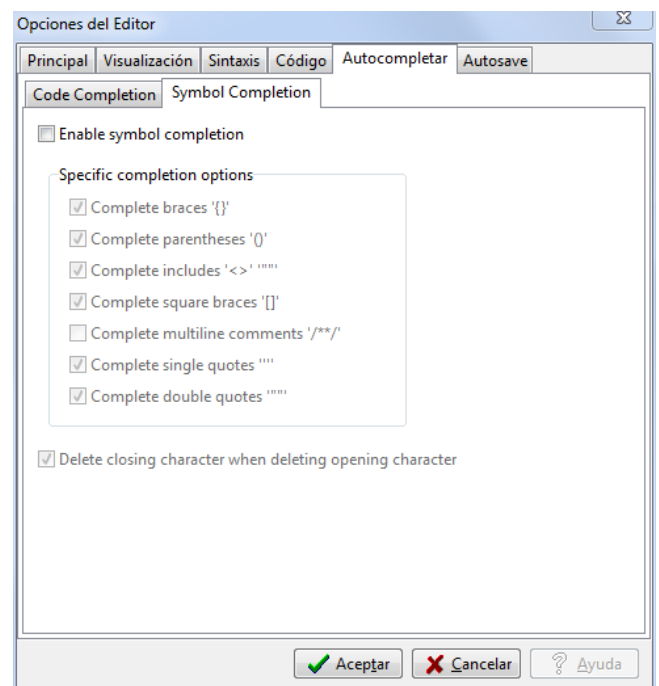 Opciones del Editor
Principal Visualización Sintaxis Código Autocompletar Autosave
Code Completion Symbol Completion
Enable symbol completion
Specific completion options
Complete braces '{}'
Complete parentheses '()'
Complete includes '<>' '""'
Complete square braces '[]'
Complete multiline comments '/**/'
Complete single quotes ''''
Complete double quotes '""'
Delete closing character when deleting opening character
Aceptar Cancelar ? Ayuda